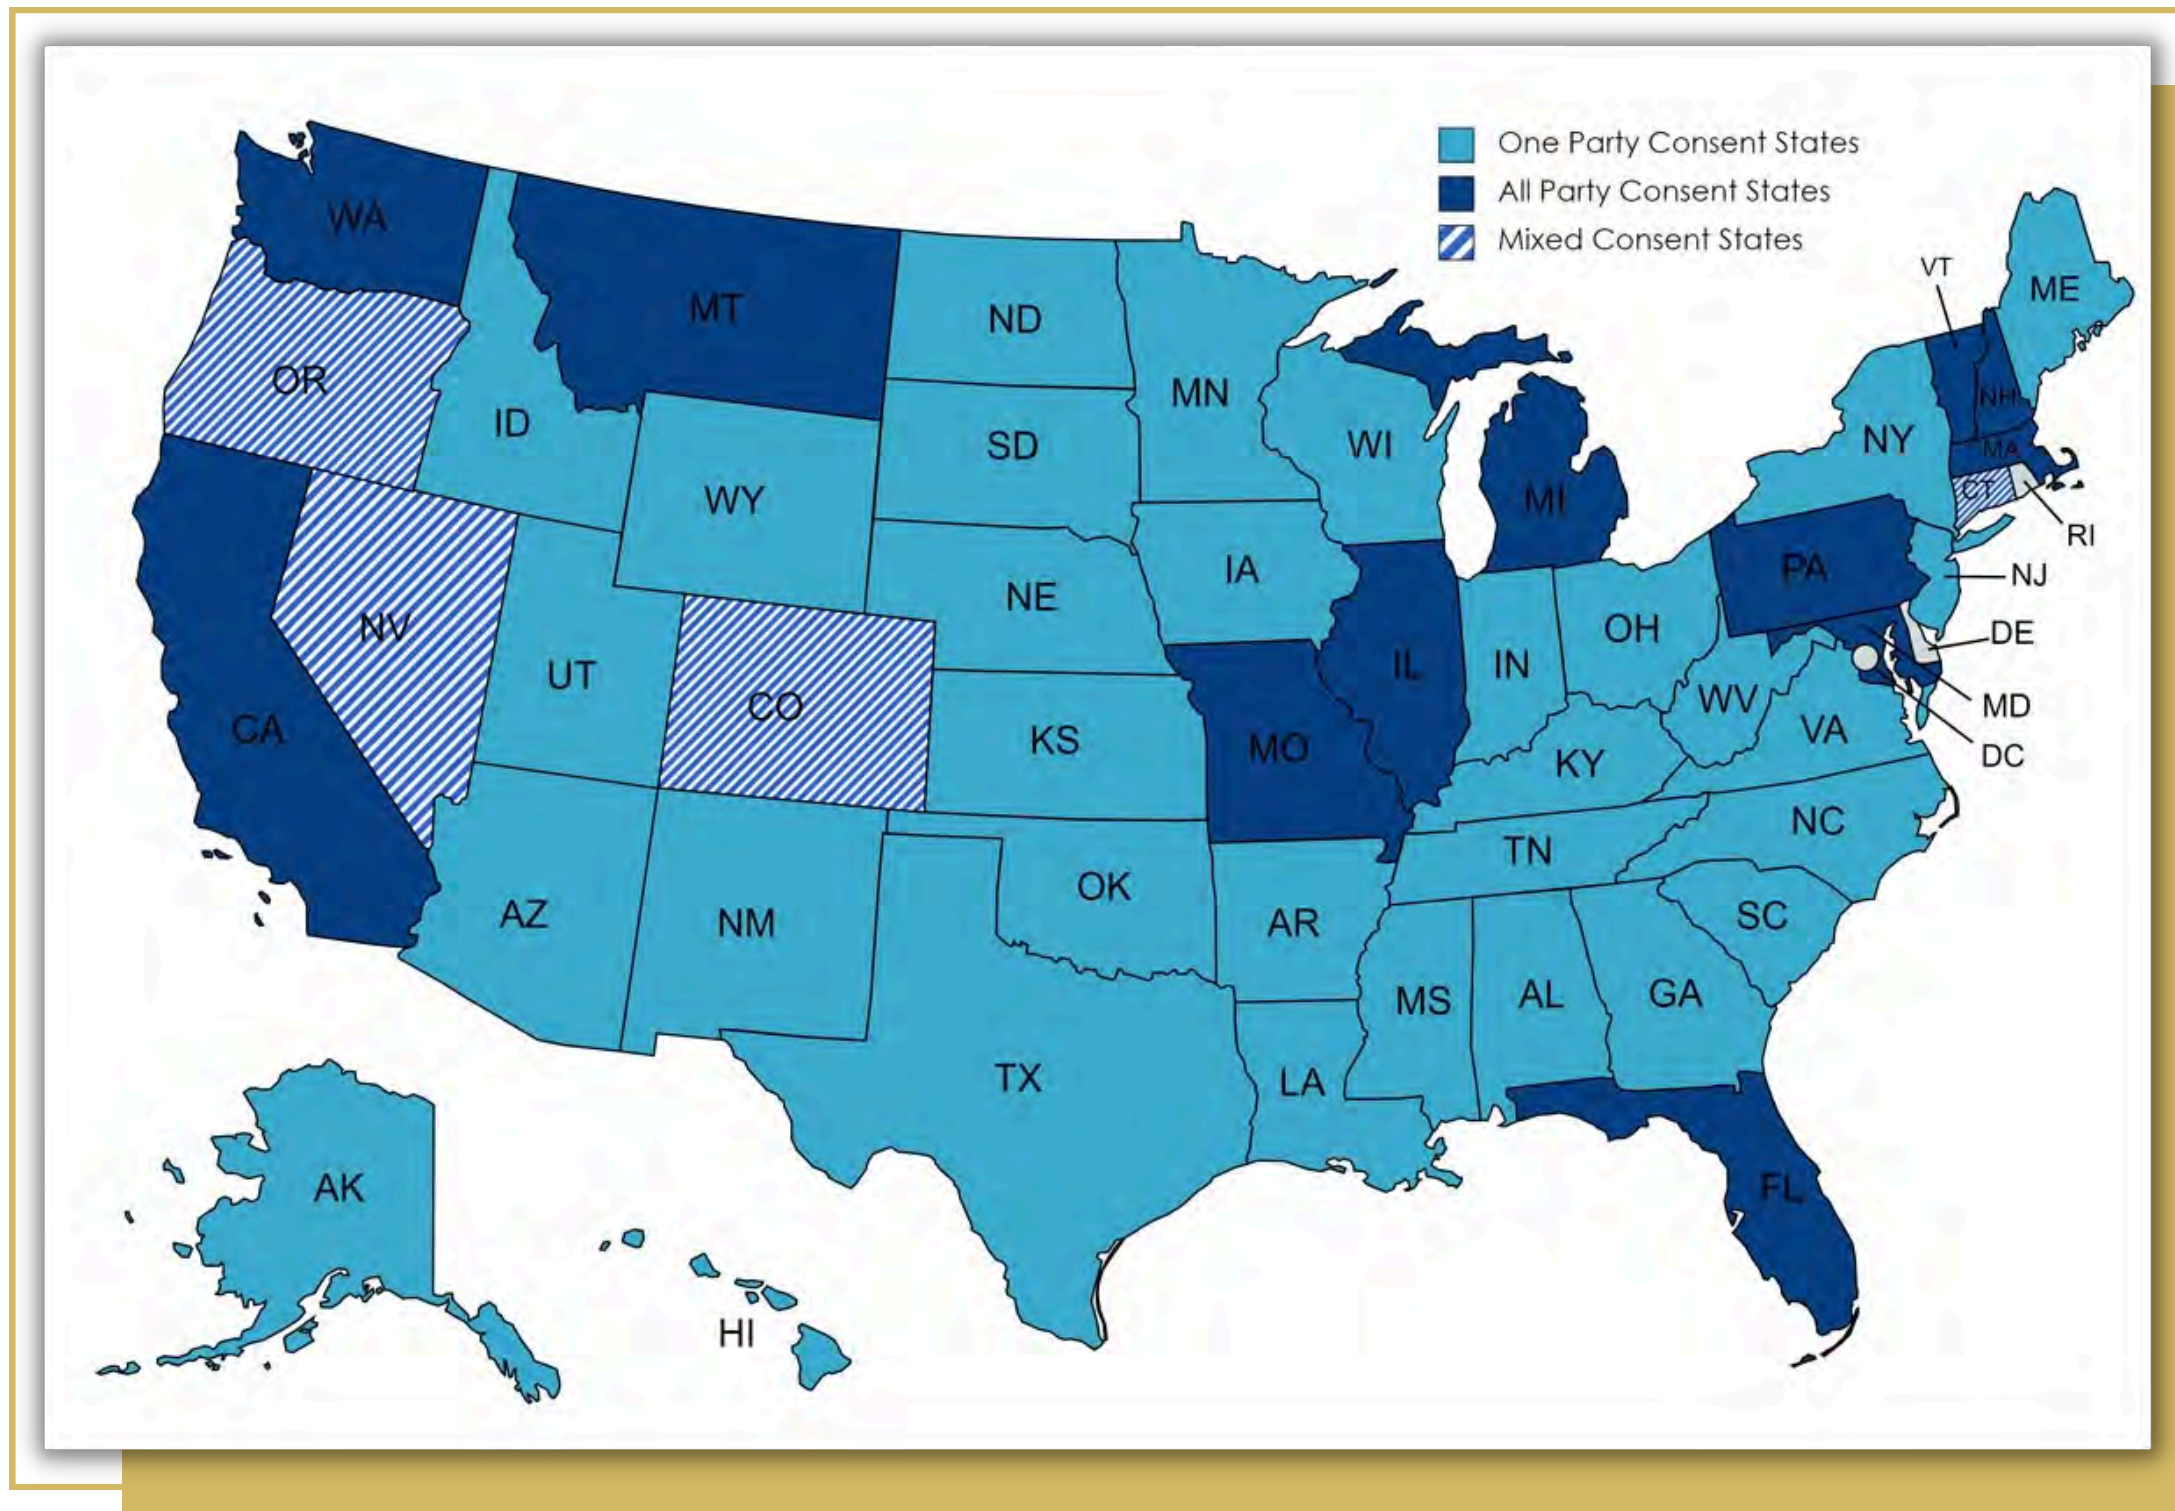 One Party Consent States
All Party Consent States
Mixed Consent States
WA
MT
ND
MN
VT
ME
OR
ID
SD
WI
NH
NY
MA
WY
MI
CT
RI
IA
PA
NJ
NE
NV
OH
DE
UT
IL
IN
CO
WV
MD
CA
KS
MO
VA
KY
DC
NC
TN
OK
AZ
NM
AR
SC
MS
AL
GA
TX
LA
AK
FL
HI